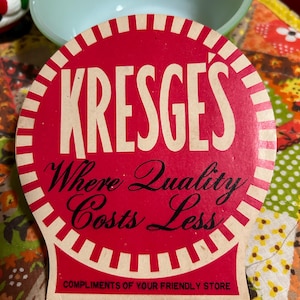 KRESGE'S
Where Quality
Costs Less
COMPLIMENTS OF YOUR FRIENDLY STORE